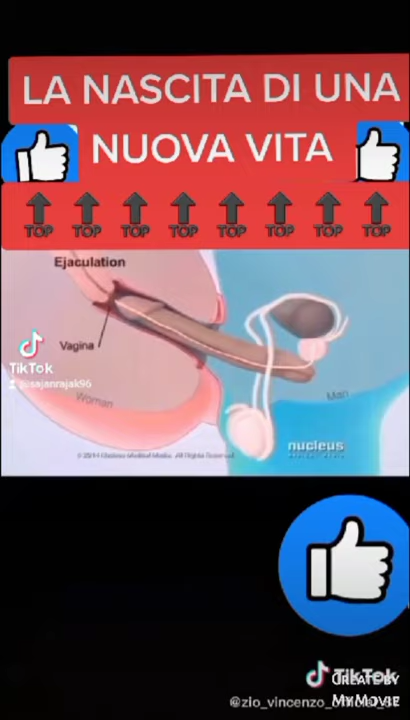 LA NASCITA DI UNA
NUOVA VITA
TOP TOP TOP TOP TOP TOP TOP TOP
Ejaculation
Vagina
TikTok
Woman
Man
nucleus
TikTok
CREATE BY
MYMOVIE